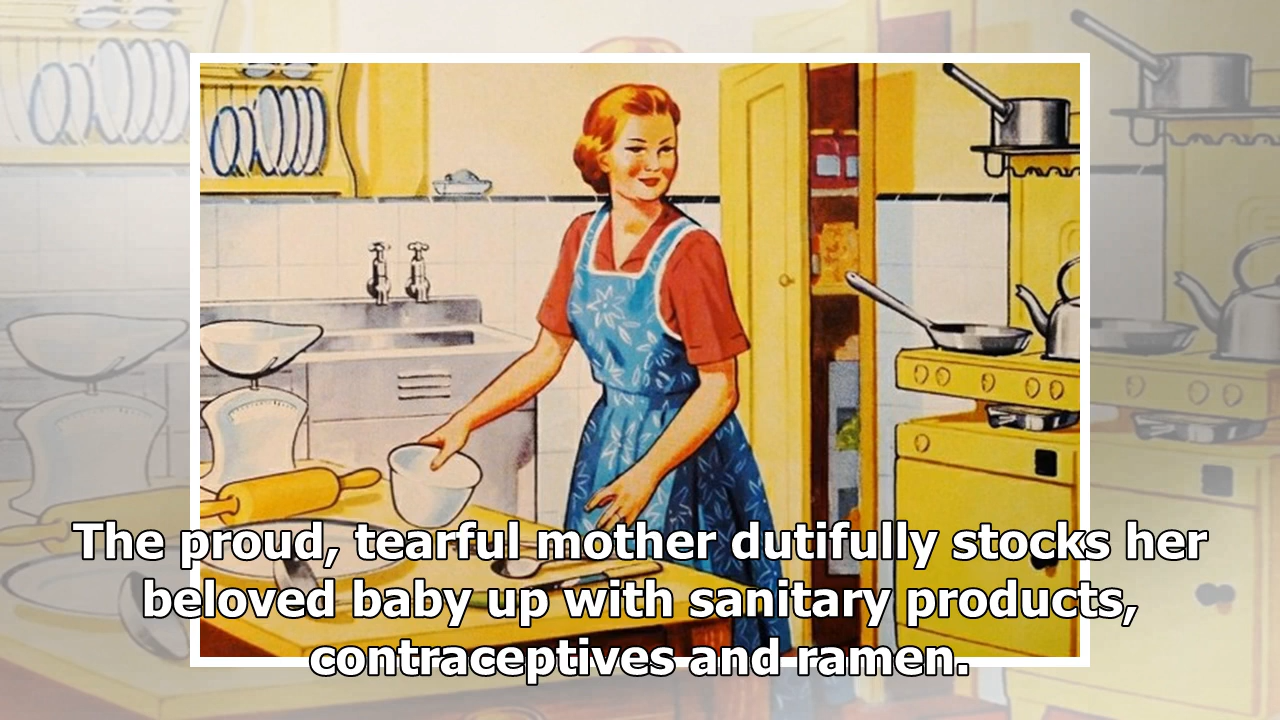 The proud, tearful mother dutifully stocks her
beloved baby up with sanitary products,
contraceptives and ramen.